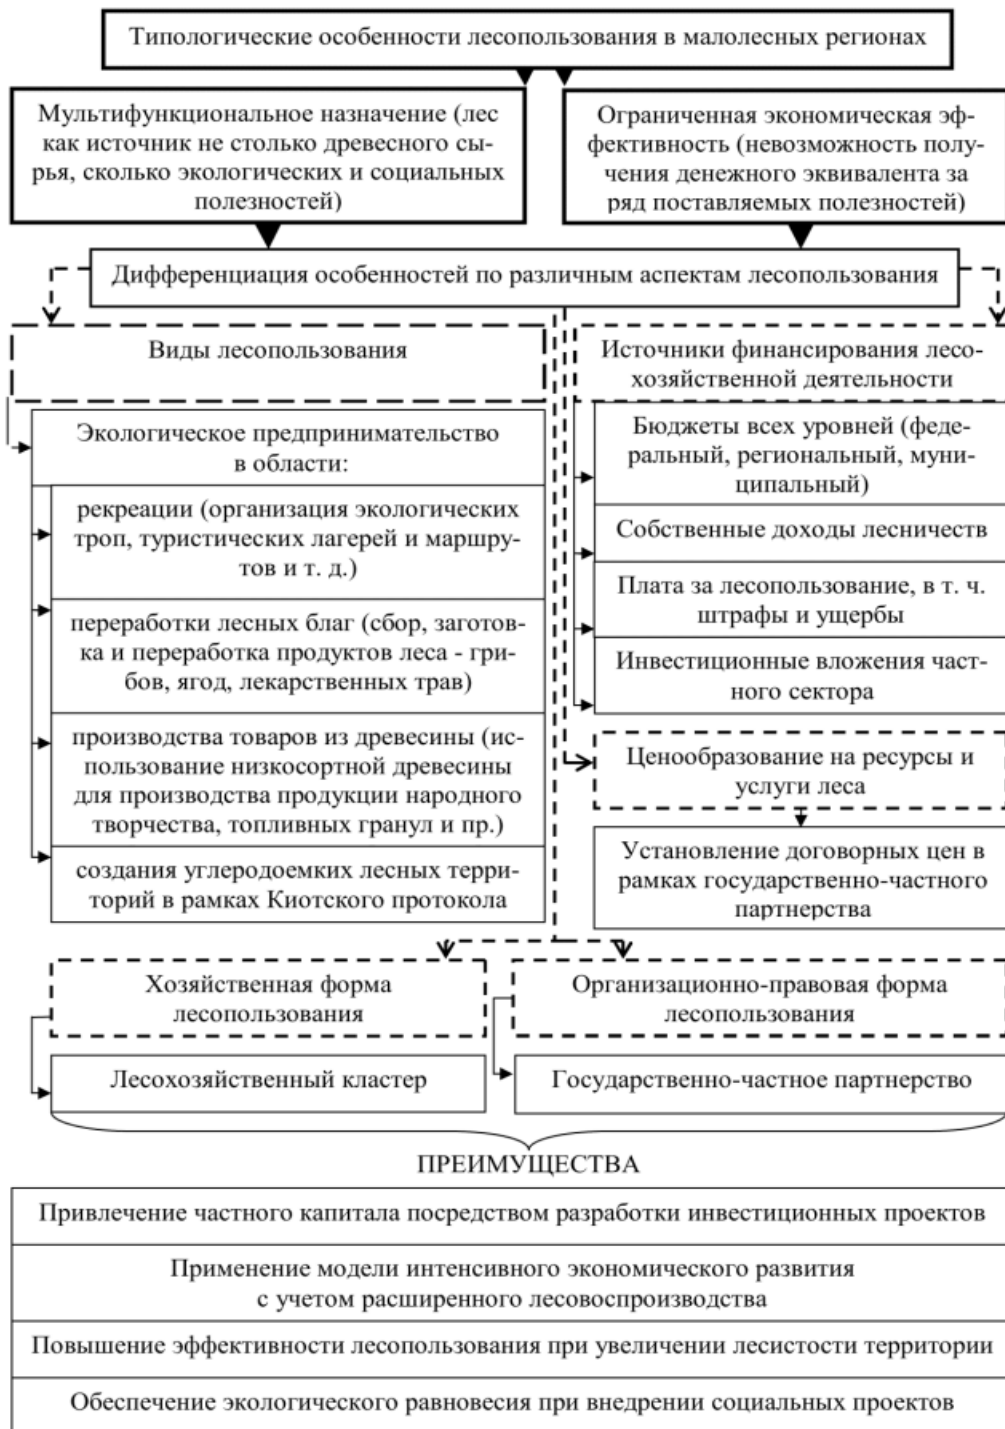 Типологические особенности лесопользования в малолесных регионах
Мультифункциональное назначение (лес
как источник не столько древесного сы-
рья, сколько экологических и социальных
полезностей)
Ограниченная экономическая эф-
фективность (невозможность полу-
чения денежного эквивалента за
ряд поставляемых полезностей)
Дифференциация особенностей по различным аспектам лесопользования
Виды лесопользования
Экологическое предпринимательство
в области:
рекреации (организация экологических
троп, туристических лагерей и маршру-
тов и т. д.)
переработки лесных благ (сбор, заготов-
ка и переработка продуктов леса - гри-
бов, ягод, лекарственных трав)
производства товаров из древесины (ис-
пользование низкосортной древесины
для производства продукции народного
творчества, топливных гранул и пр.)
создания углеродоемких лесных терри-
торий в рамках Киотского протокола
Источники финансирования лесо-
хозяйственной деятельности
Бюджеты всех уровней (феде-
ральный, региональный, муни-
ципальный)
Собственные доходы лесничеств
Плата за лесопользование, в т. ч.
штрафы и ущербы
Инвестиционные вложения част-
ного сектора
Ценообразование на ресурсы и
услуги леса
Установление договорных цен в
рамках государственно-частного
партнерства
Хозяйственная форма
лесопользования
Лесохозяйственный кластер
Организационно-правовая форма
лесопользования
Государственно-частное партнерство
ПРЕИМУЩЕСТВА
Привлечение частного капитала посредством разработки инвестиционных проектов
Применение модели интенсивного экономического развития
с учетом расширенного лесовоспроизводства
Повышение эффективности лесопользования при увеличении лесистости территории
Обеспечение экологического равновесия при внедрении социальных проектов